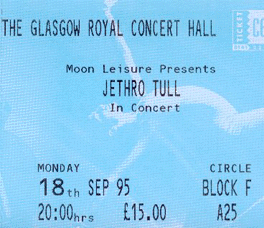 THE GLASGOW ROYAL CONCERT HALL
Moon Leisure Presents
JETHRO TULL
In Concert
MONDAY CIRCLE
18th SEP 95 BLOCK F
20:00hrs £15.00 A25
TICKET